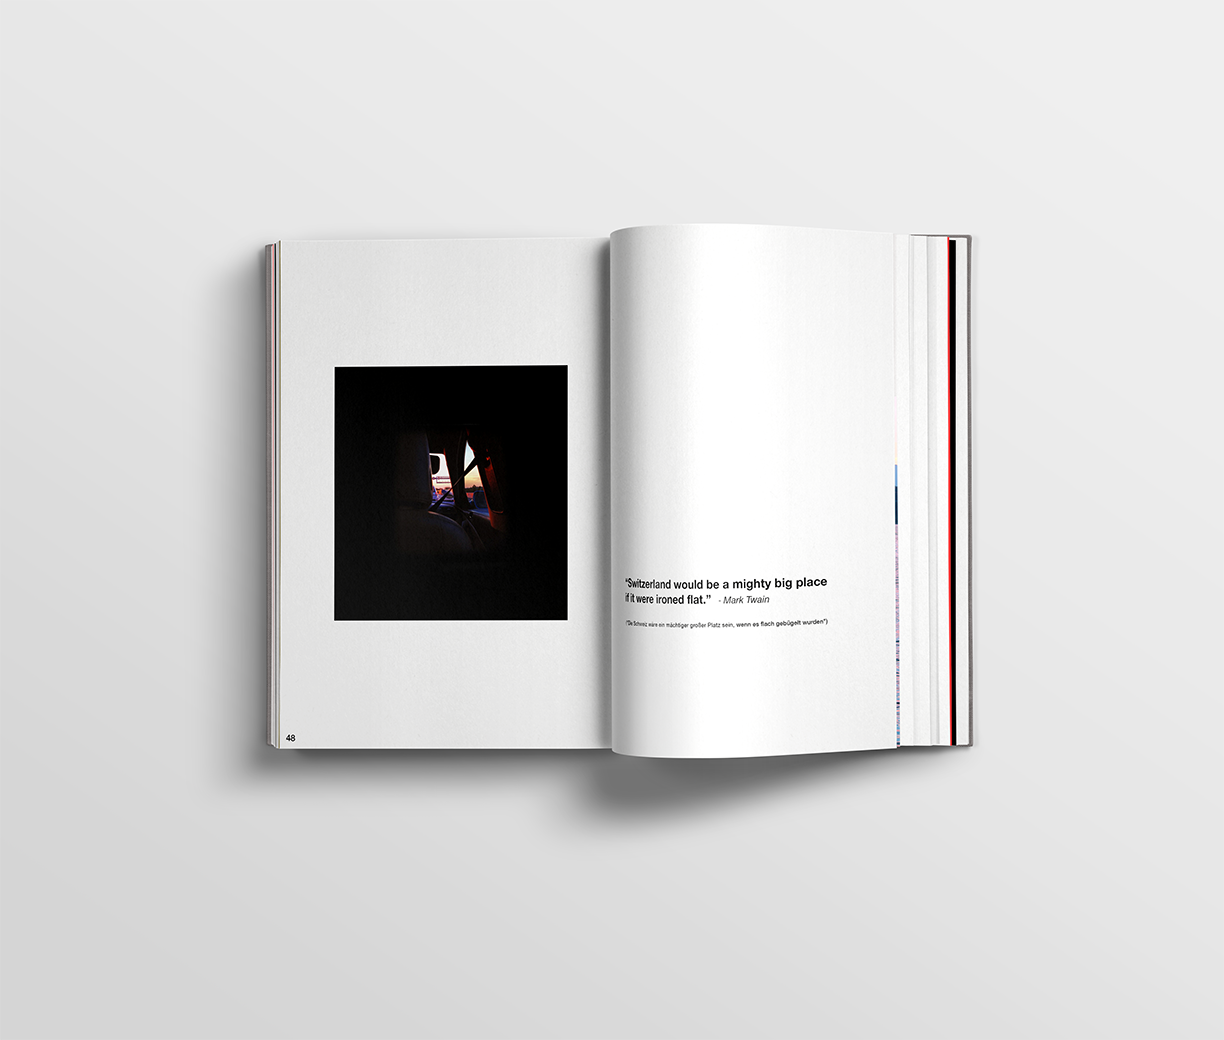 48
“Switzerland would be a mighty big place
if it were ironed flat.” - Mark Twain
("De Schweiz wäre ein mächtiger großer Platz sein, wenn es flach gebügelt wurden")